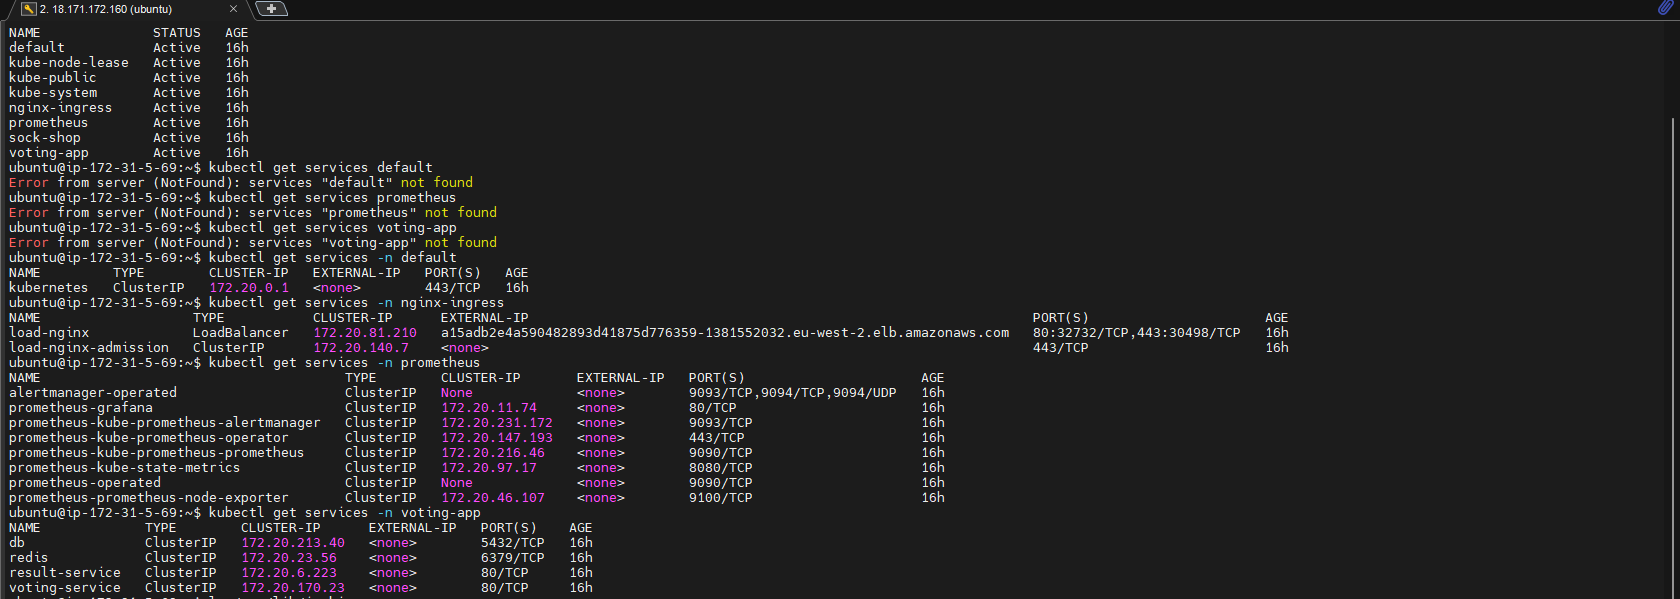 2. 18.171.172.160 (ubuntu)
NAME STATUS AGE
default Active 16h
kube-node-lease Active 16h
kube-public Active 16h
kube-system Active 16h
nginx-ingress Active 16h
prometheus Active 16h
sock-shop Active 16h
voting-app Active 16h
ubuntu@ip-172-31-5-69:~$ kubectl get services default
Error from server (NotFound): services "default" not found
ubuntu@ip-172-31-5-69:~$ kubectl get services prometheus
Error from server (NotFound): services "prometheus" not found
ubuntu@ip-172-31-5-69:~$ kubectl get services voting-app
Error from server (NotFound): services "voting-app" not found
ubuntu@ip-172-31-5-69:~$ kubectl get services -n default
NAME TYPE CLUSTER-IP EXTERNAL-IP PORT(S) AGE
kubernetes ClusterIP 172.20.0.1 <none> 443/TCP 16h
ubuntu@ip-172-31-5-69:~$ kubectl get services -n nginx-ingress
NAME TYPE CLUSTER-IP EXTERNAL-IP PORT(S) AGE
load-nginx LoadBalancer 172.20.81.210 a15adb2e4a590482893d41875d776359-1381552032.eu-west-2.elb.amazonaws.com 80:32732/TCP,443:30498/TCP 16h
load-nginx-admission ClusterIP 172.20.140.7 <none> 443/TCP 16h
ubuntu@ip-172-31-5-69:~$ kubectl get services -n prometheus
NAME TYPE CLUSTER-IP EXTERNAL-IP PORT(S) AGE
alertmanager-operated ClusterIP None <none> 9093/TCP,9094/TCP,9094/UDP 16h
prometheus-grafana ClusterIP 172.20.11.74 <none> 80/TCP 16h
prometheus-kube-prometheus-alertmanager ClusterIP 172.20.231.172 <none> 9093/TCP 16h
prometheus-kube-prometheus-operator ClusterIP 172.20.147.193 <none> 443/TCP 16h
prometheus-kube-prometheus-prometheus ClusterIP 172.20.216.46 <none> 9090/TCP 16h
prometheus-kube-state-metrics ClusterIP 172.20.97.17 <none> 8080/TCP 16h
prometheus-operated ClusterIP None <none> 9090/TCP 16h
prometheus-prometheus-node-exporter ClusterIP 172.20.46.107 <none> 9100/TCP 16h
ubuntu@ip-172-31-5-69:~$ kubectl get services -n voting-app
NAME TYPE CLUSTER-IP EXTERNAL-IP PORT(S) AGE
db ClusterIP 172.20.213.40 <none> 5432/TCP 16h
redis ClusterIP 172.20.23.56 <none> 6379/TCP 16h
result-service ClusterIP 172.20.6.223 <none> 80/TCP 16h
voting-service ClusterIP 172.20.170.23 <none> 80/TCP 16h